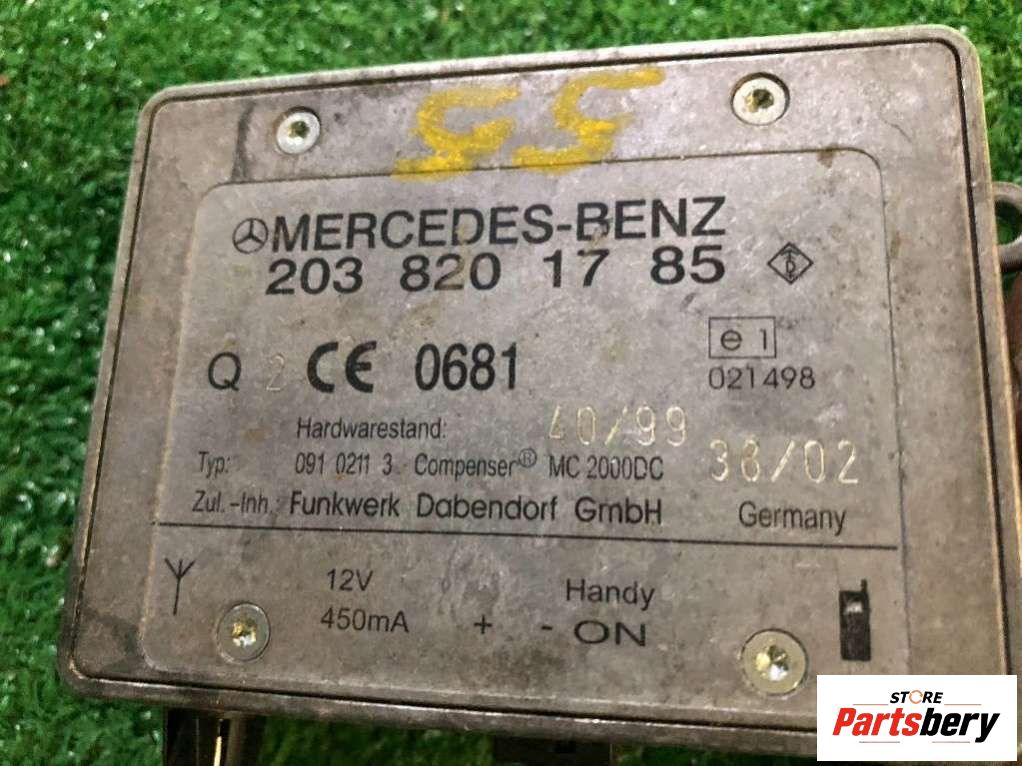 55
MERCEDES-BENZ
203 820 17 85
Q 2 CE 0681
e 1
021498
Hardwarestand: 40/99
Typ: 091 0211 3 Compenser® MC 2000DC 38/02
Zul.-Inh.: Funkwerk Dabendorf GmbH Germany
12V
450mA
+ -
Handy
ON
STORE
Partsbery